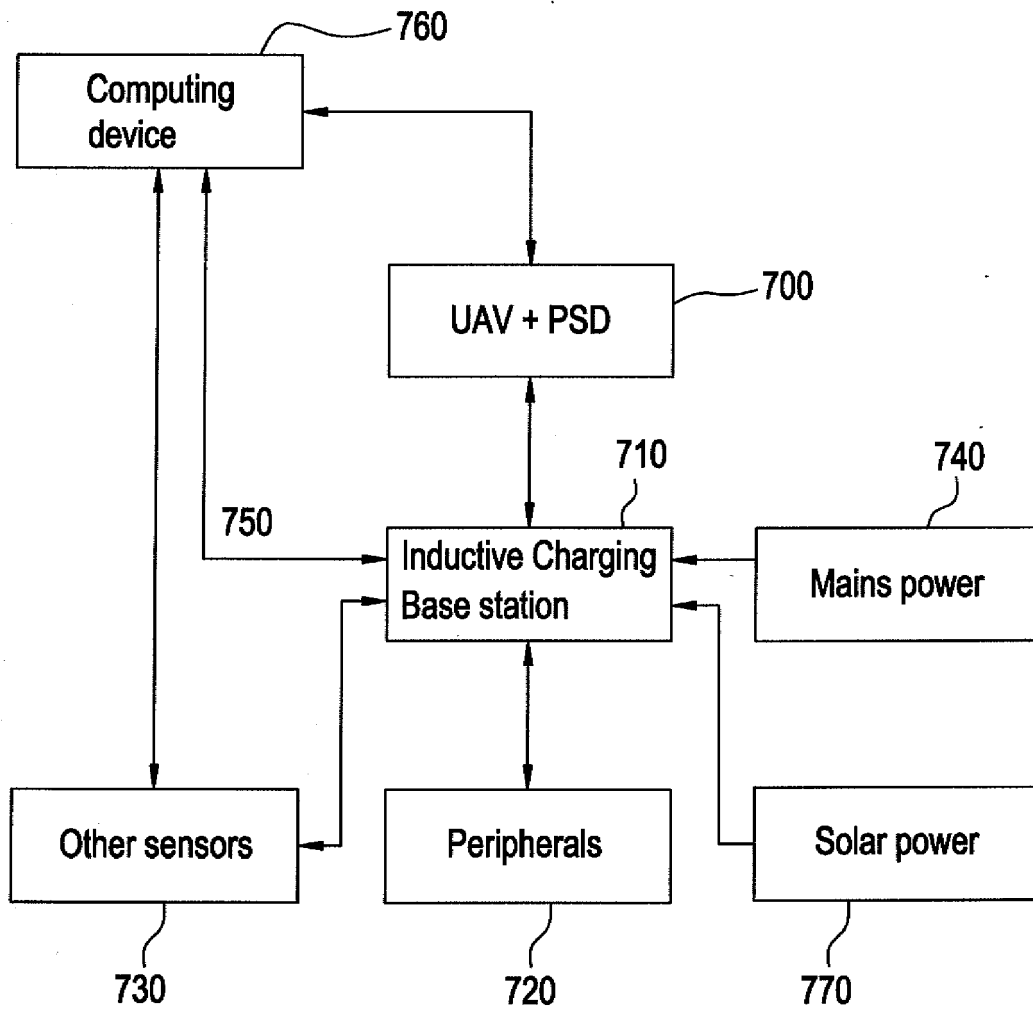 760
Computing
device
700
UAV + PSD
710
740
750
Inductive Charging
Base station
Mains power
Other sensors
Peripherals
Solar power
730
720
770